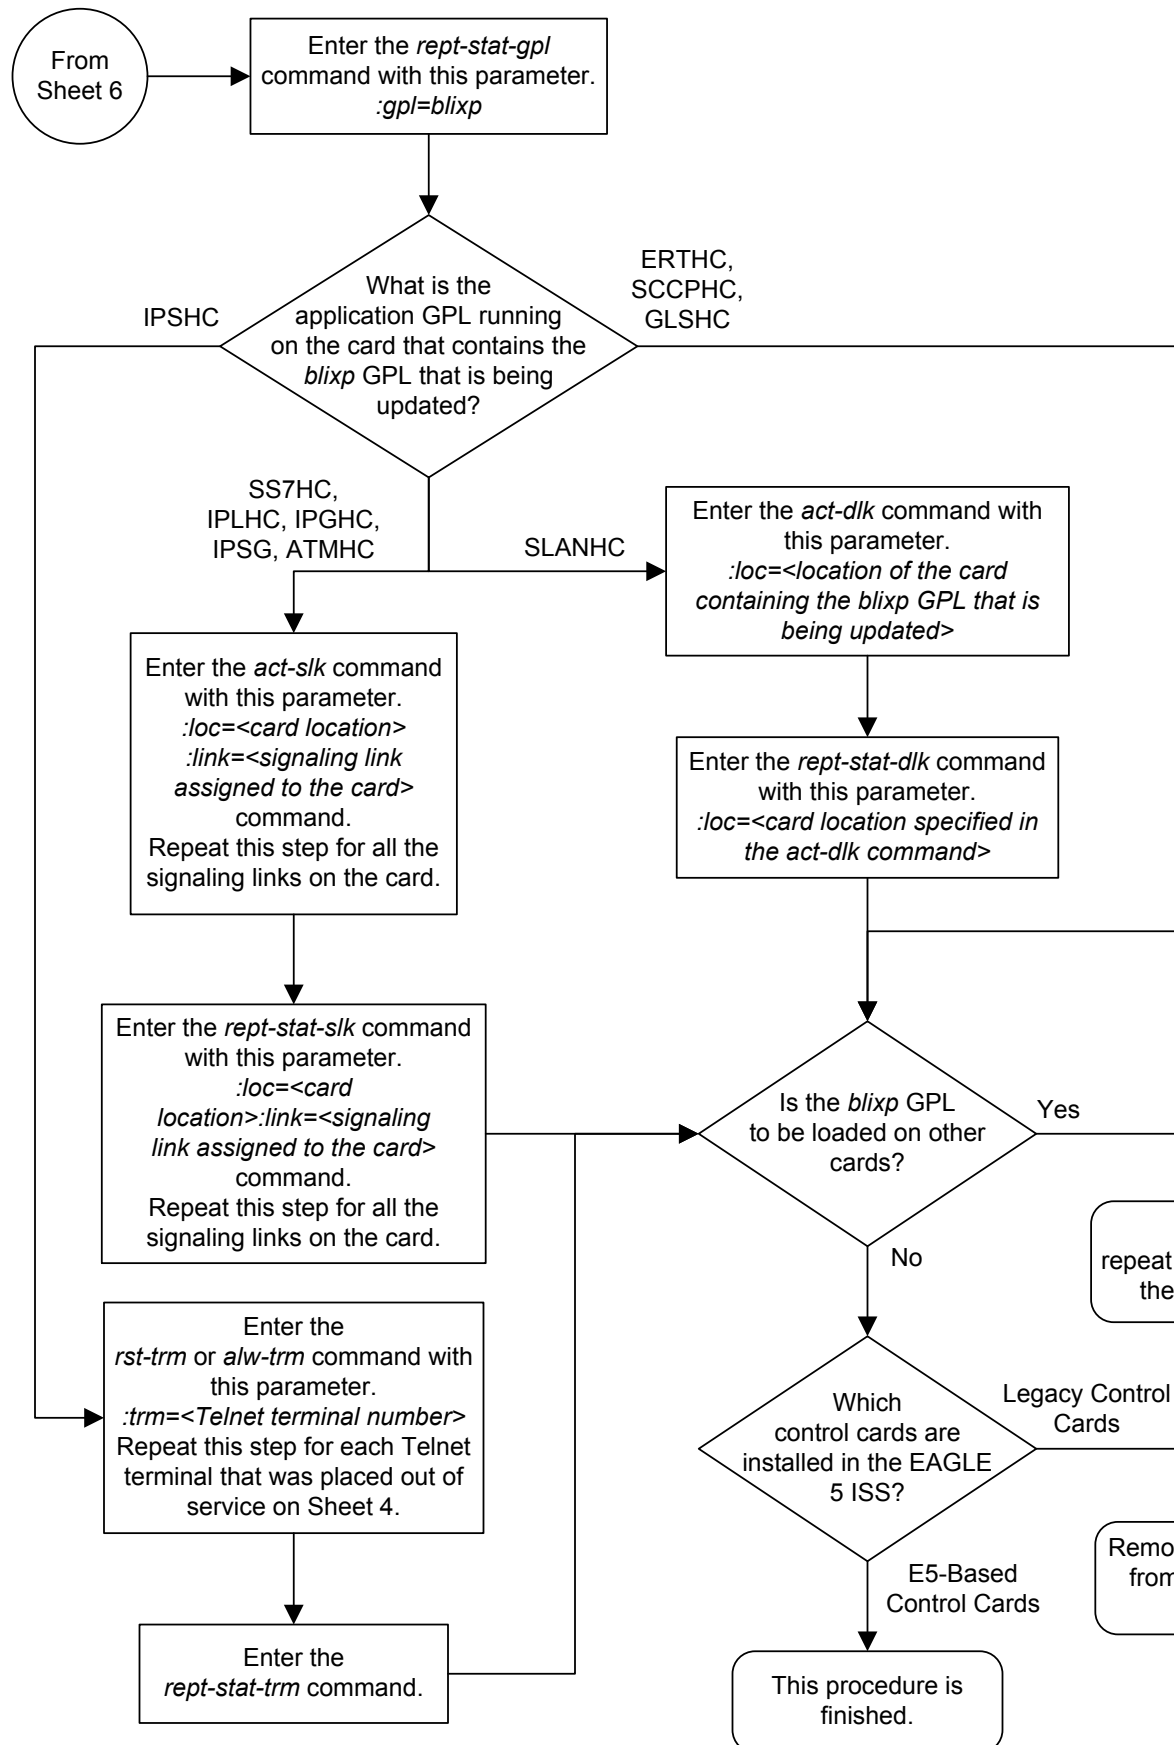 From
Sheet 6
Enter the rept-stat-gpl
command with this parameter.
:gpl=blixp
What is the
application GPL running
on the card that contains the
blixp GPL that is being
updated?
IPSHC
ERTHC,
SCCPHC,
GLSHC
SS7HC,
IPLHC, IPGHC,
IPSG, ATMHC
SLANHC
Enter the act-dlk command with
this parameter.
:loc=<location of the card
containing the blixp GPL that is
being updated>
Enter the act-slk command
with this parameter.
:loc=<card location>
:link=<signaling link
assigned to the card>
command.
Repeat this step for all the
signaling links on the card.
Enter the rept-stat-dlk command
with this parameter.
:loc=<card location specified in
the act-dlk command>
Enter the rept-stat-slk command
with this parameter.
:loc=<card
location>:link=<signaling
link assigned to the card>
command.
Repeat this step for all the
signaling links on the card.
Is the blixp GPL
to be loaded on other
cards?
Yes
No
repeat
the
Enter the
rst-trm or alw-trm command with
this parameter.
:trm=<Telnet terminal number>
Repeat this step for each Telnet
terminal that was placed out of
service on Sheet 4.
Which
control cards are
installed in the EAGLE
5 ISS?
Legacy Control
Cards
E5-Based
Control Cards
Remo
from
Enter the
rept-stat-trm command.
This procedure is
finished.